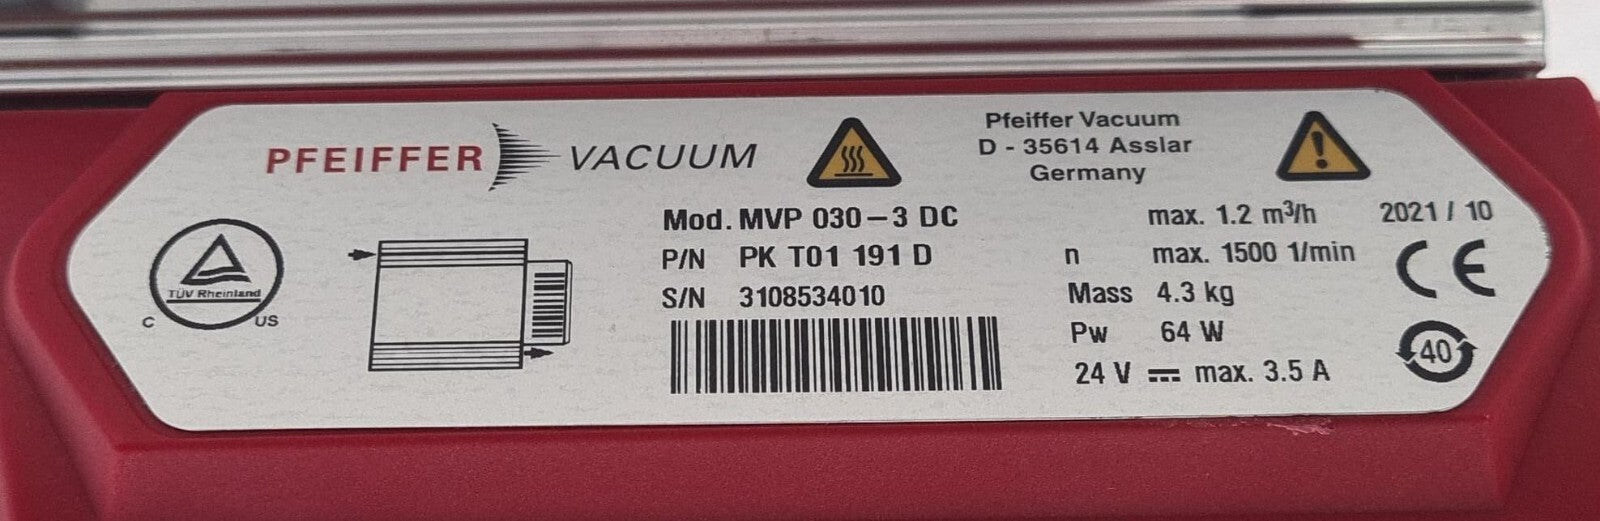 PFEIFFER VACUUM
Pfeiffer Vacuum
D - 35614 Asslar
Germany
TÜV Rheinland
C US
Mod. MVP 030-3 DC
P/N PK T01 191 D
S/N 3108534010
max. 1.2 m³/h
n max. 1500 1/min
Mass 4.3 kg
Pw 64 W
24 V ⎓ max. 3.5 A
2021 / 10
CE
40